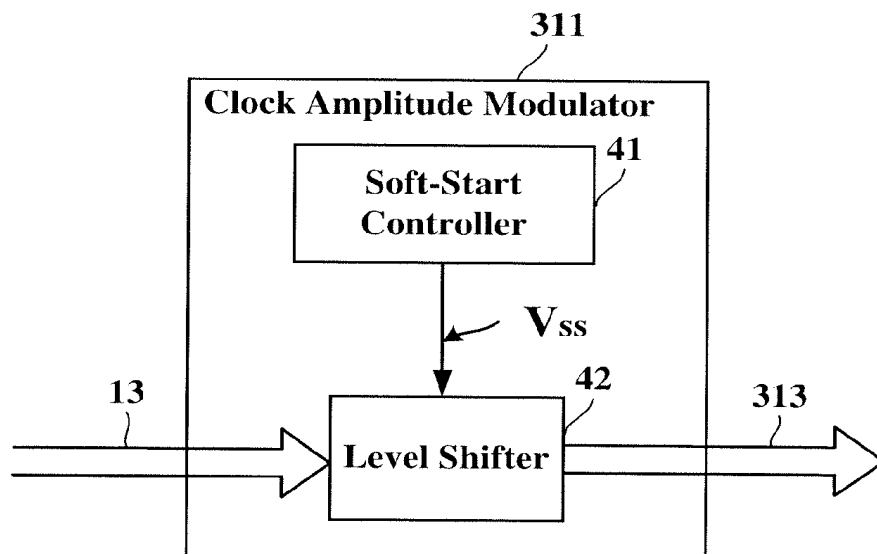 311
Clock Amplitude Modulator
41
Soft-Start
Controller
Vss
13
42
313
Level Shifter